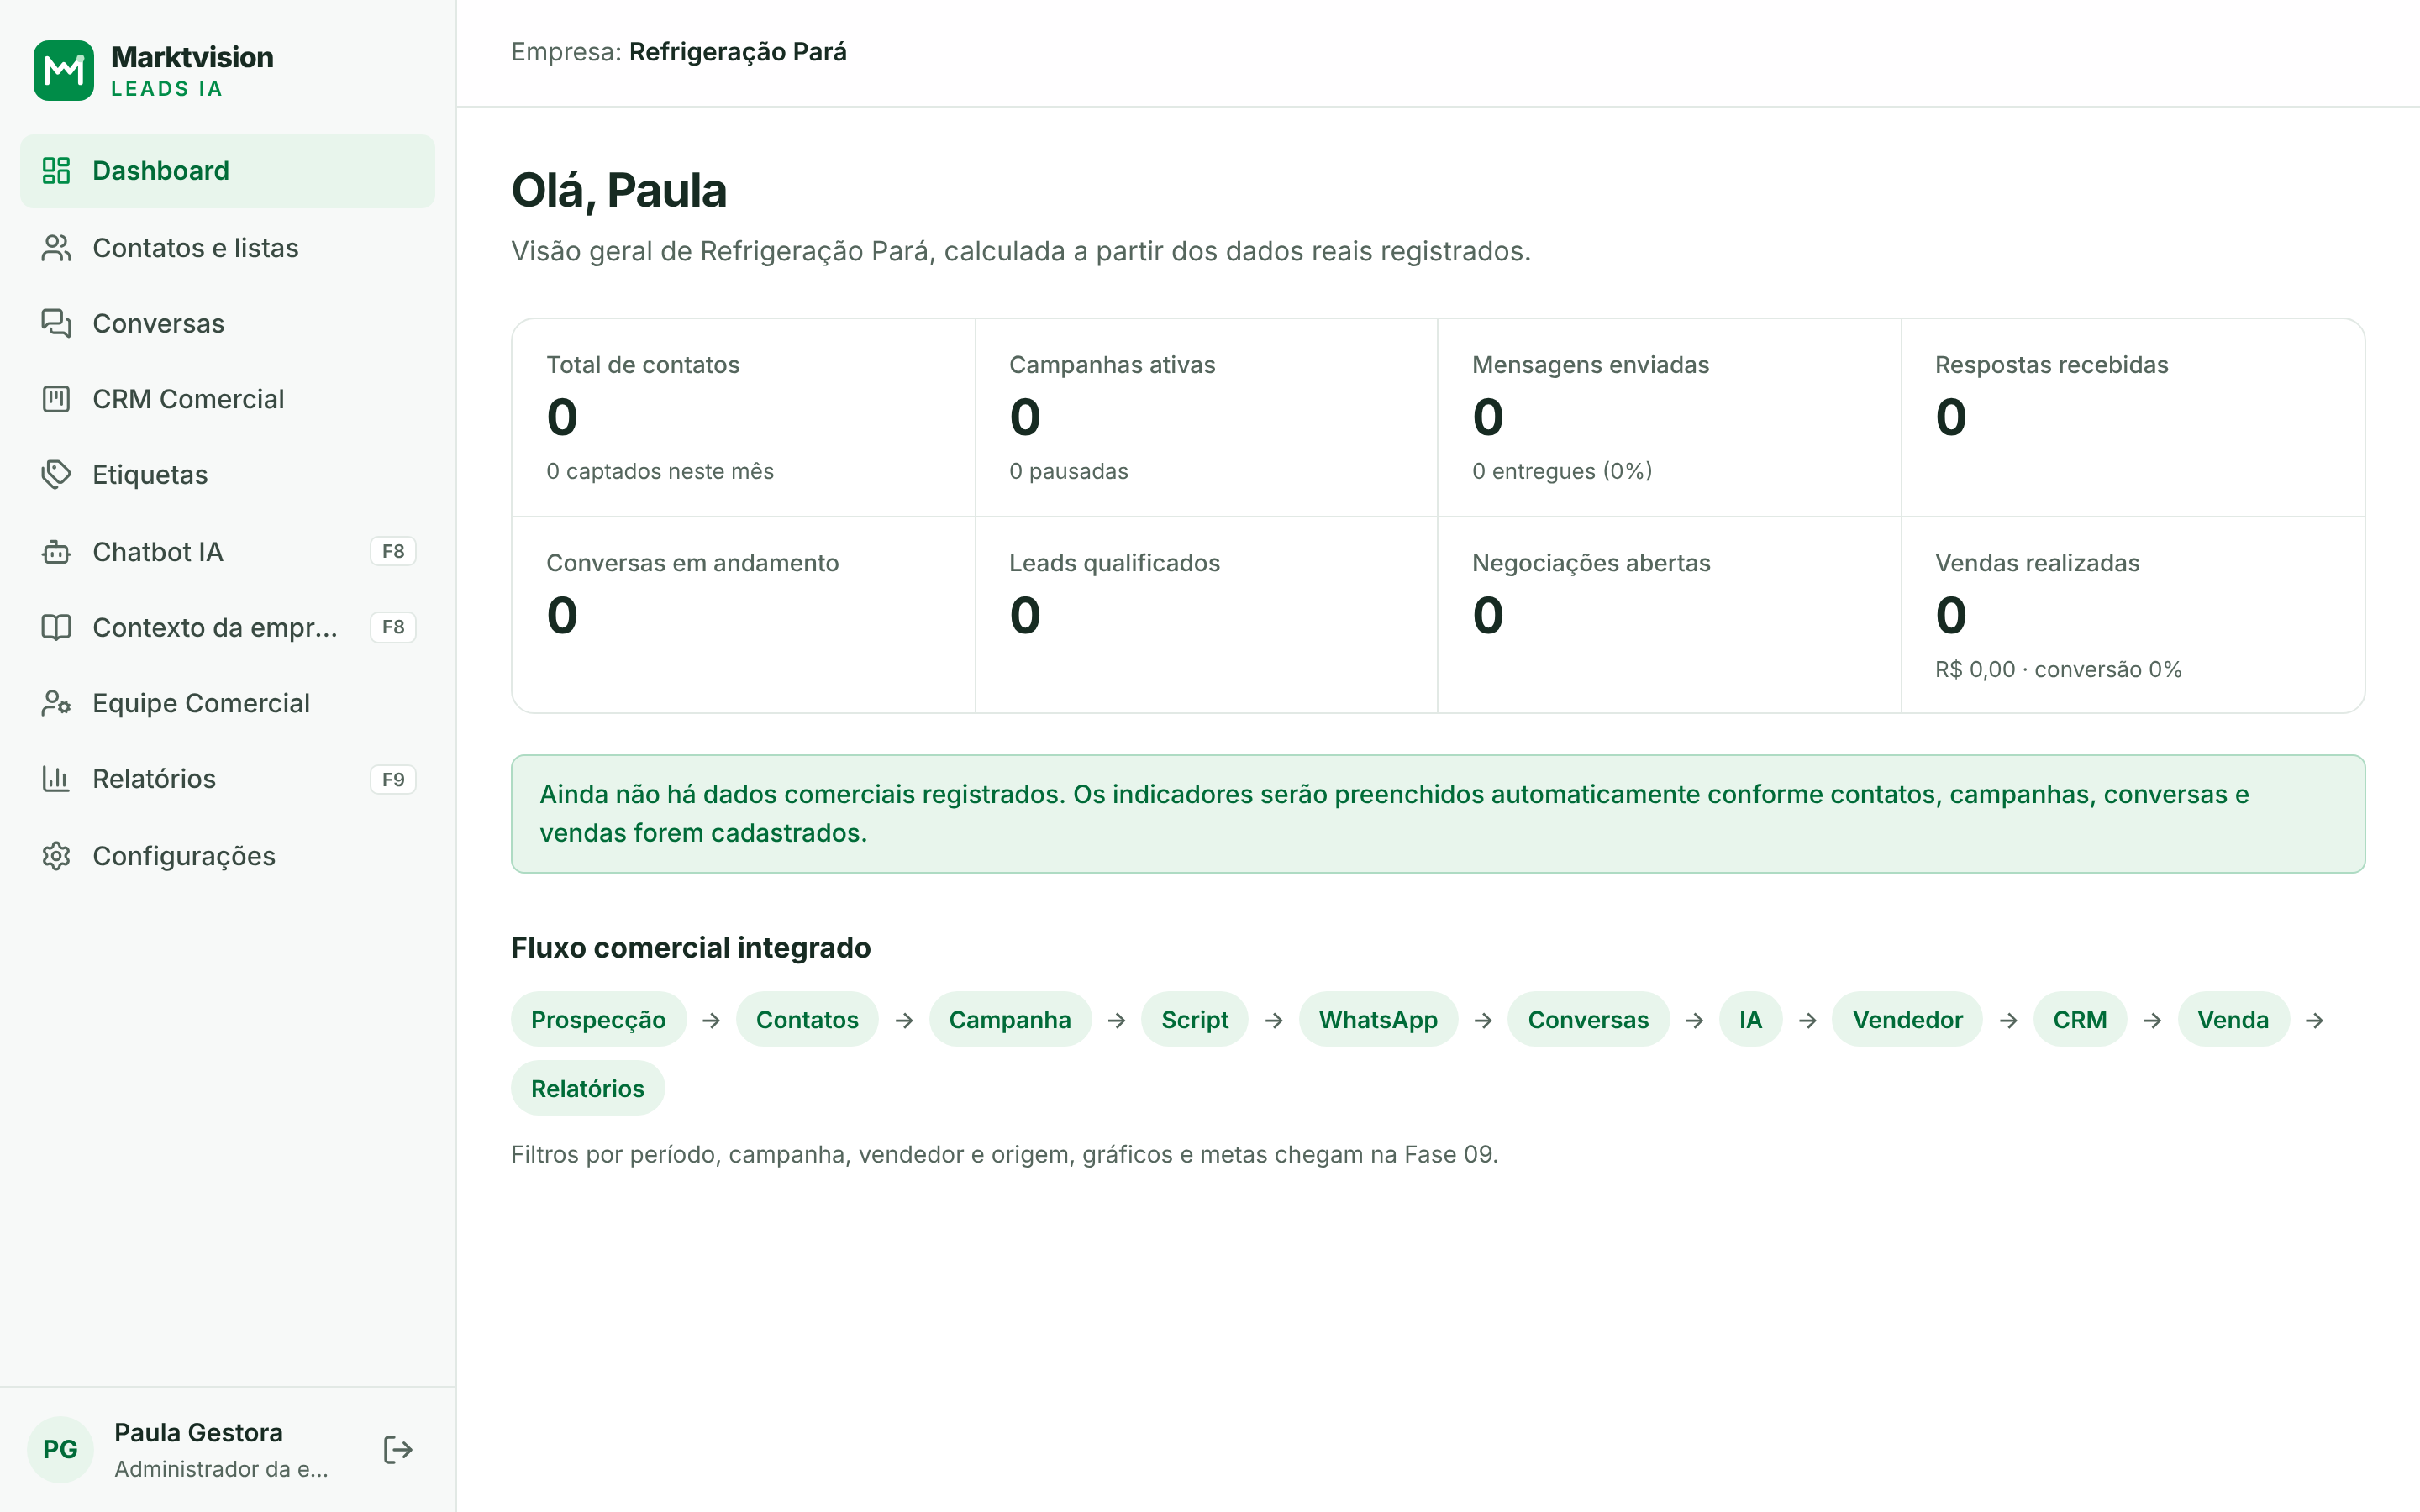 Marktvision
LEADS IA
Dashboard
Contatos e listas
Conversas
CRM Comercial
Etiquetas
Chatbot IA F8
Contexto da empr... F8
Equipe Comercial
Relatórios F9
Configurações
PG
Paula Gestora
Administrador da e...
Empresa: Refrigeração Pará
Olá, Paula
Visão geral de Refrigeração Pará, calculada a partir dos dados reais registrados.
Total de contatos
0
0 captados neste mês
Campanhas ativas
0
0 pausadas
Mensagens enviadas
0
0 entregues (0%)
Respostas recebidas
0
Conversas em andamento
0
Leads qualificados
0
Negociações abertas
0
Vendas realizadas
0
R$ 0,00 · conversão 0%
Ainda não há dados comerciais registrados. Os indicadores serão preenchidos automaticamente conforme contatos, campanhas, conversas e
vendas forem cadastrados.
Fluxo comercial integrado
Prospecção → Contatos → Campanha → Script → WhatsApp → Conversas → IA → Vendedor → CRM → Venda →
Relatórios
Filtros por período, campanha, vendedor e origem, gráficos e metas chegam na Fase 09.